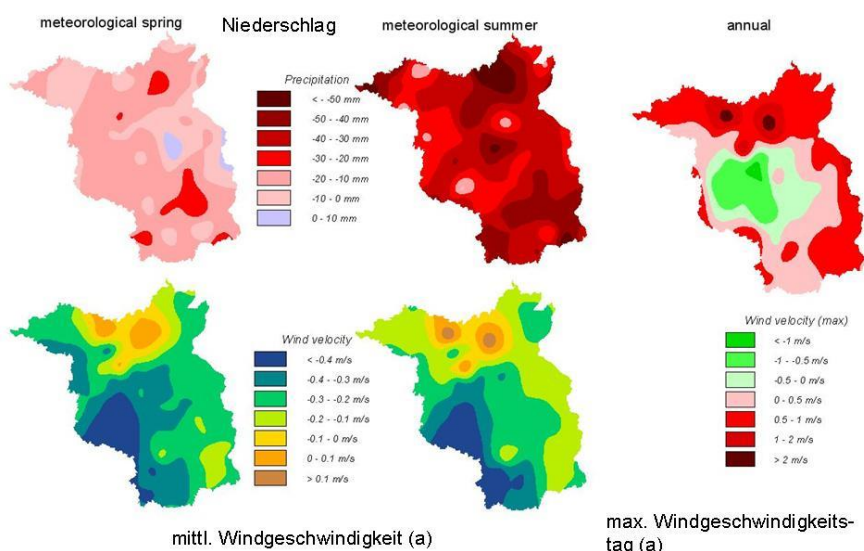 meteorological spring
Niederschlag
meteorological summer
annual
Precipitation
< - -50 mm
-50 - -40 mm
-40 - -30 mm
-30 - -20 mm
-20 - -10 mm
-10 - 0 mm
0 - 10 mm
Wind velocity
< -0.4 m/s
-0.4 - -0.3 m/s
-0.3 - -0.2 m/s
-0.2 - -0.1 m/s
-0.1 - 0 m/s
0 - 0.1 m/s
> 0.1 m/s
Wind velocity (max)
< -1 m/s
-1 - -0.5 m/s
-0.5 - 0 m/s
0 - 0.5 m/s
0.5 - 1 m/s
1 - 2 m/s
> 2 m/s
mittl. Windgeschwindigkeit (a)
max. Windgeschwindigkeits-
tag (a)